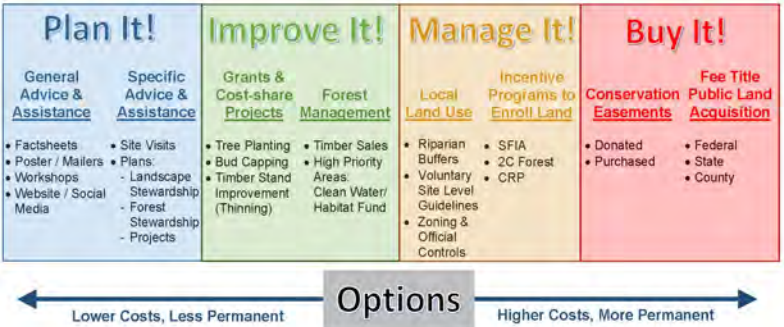 Plan It!
General
Advice &
Assistance
• Factsheets
• Poster / Mailers
• Workshops
• Website / Social
Media
Specific
Advice &
Assistance
• Site Visits
• Plans:
- Landscape
Stewardship
- Forest
Stewardship
- Projects
Improve It!
Grants &
Cost-share
Projects
• Tree Planting
• Bud Capping
• Timber Stand
Improvement
(Thinning)
Forest
Management
• Timber Sales
• High Priority
Areas:
Clean Water/
Habitat Fund
Manage It!
Local
Land Use
• Riparian
Buffers
• Voluntary
Site Level
Guidelines
• Zoning &
Official
Controls
Incentive
Programs to
Enroll Land
• SFIA
• 2C Forest
• CRP
Buy It!
Conservation
Easements
• Donated
• Purchased
Fee Title
Public Land
Acquisition
• Federal
• State
• County
Lower Costs, Less Permanent
Options
Higher Costs, More Permanent